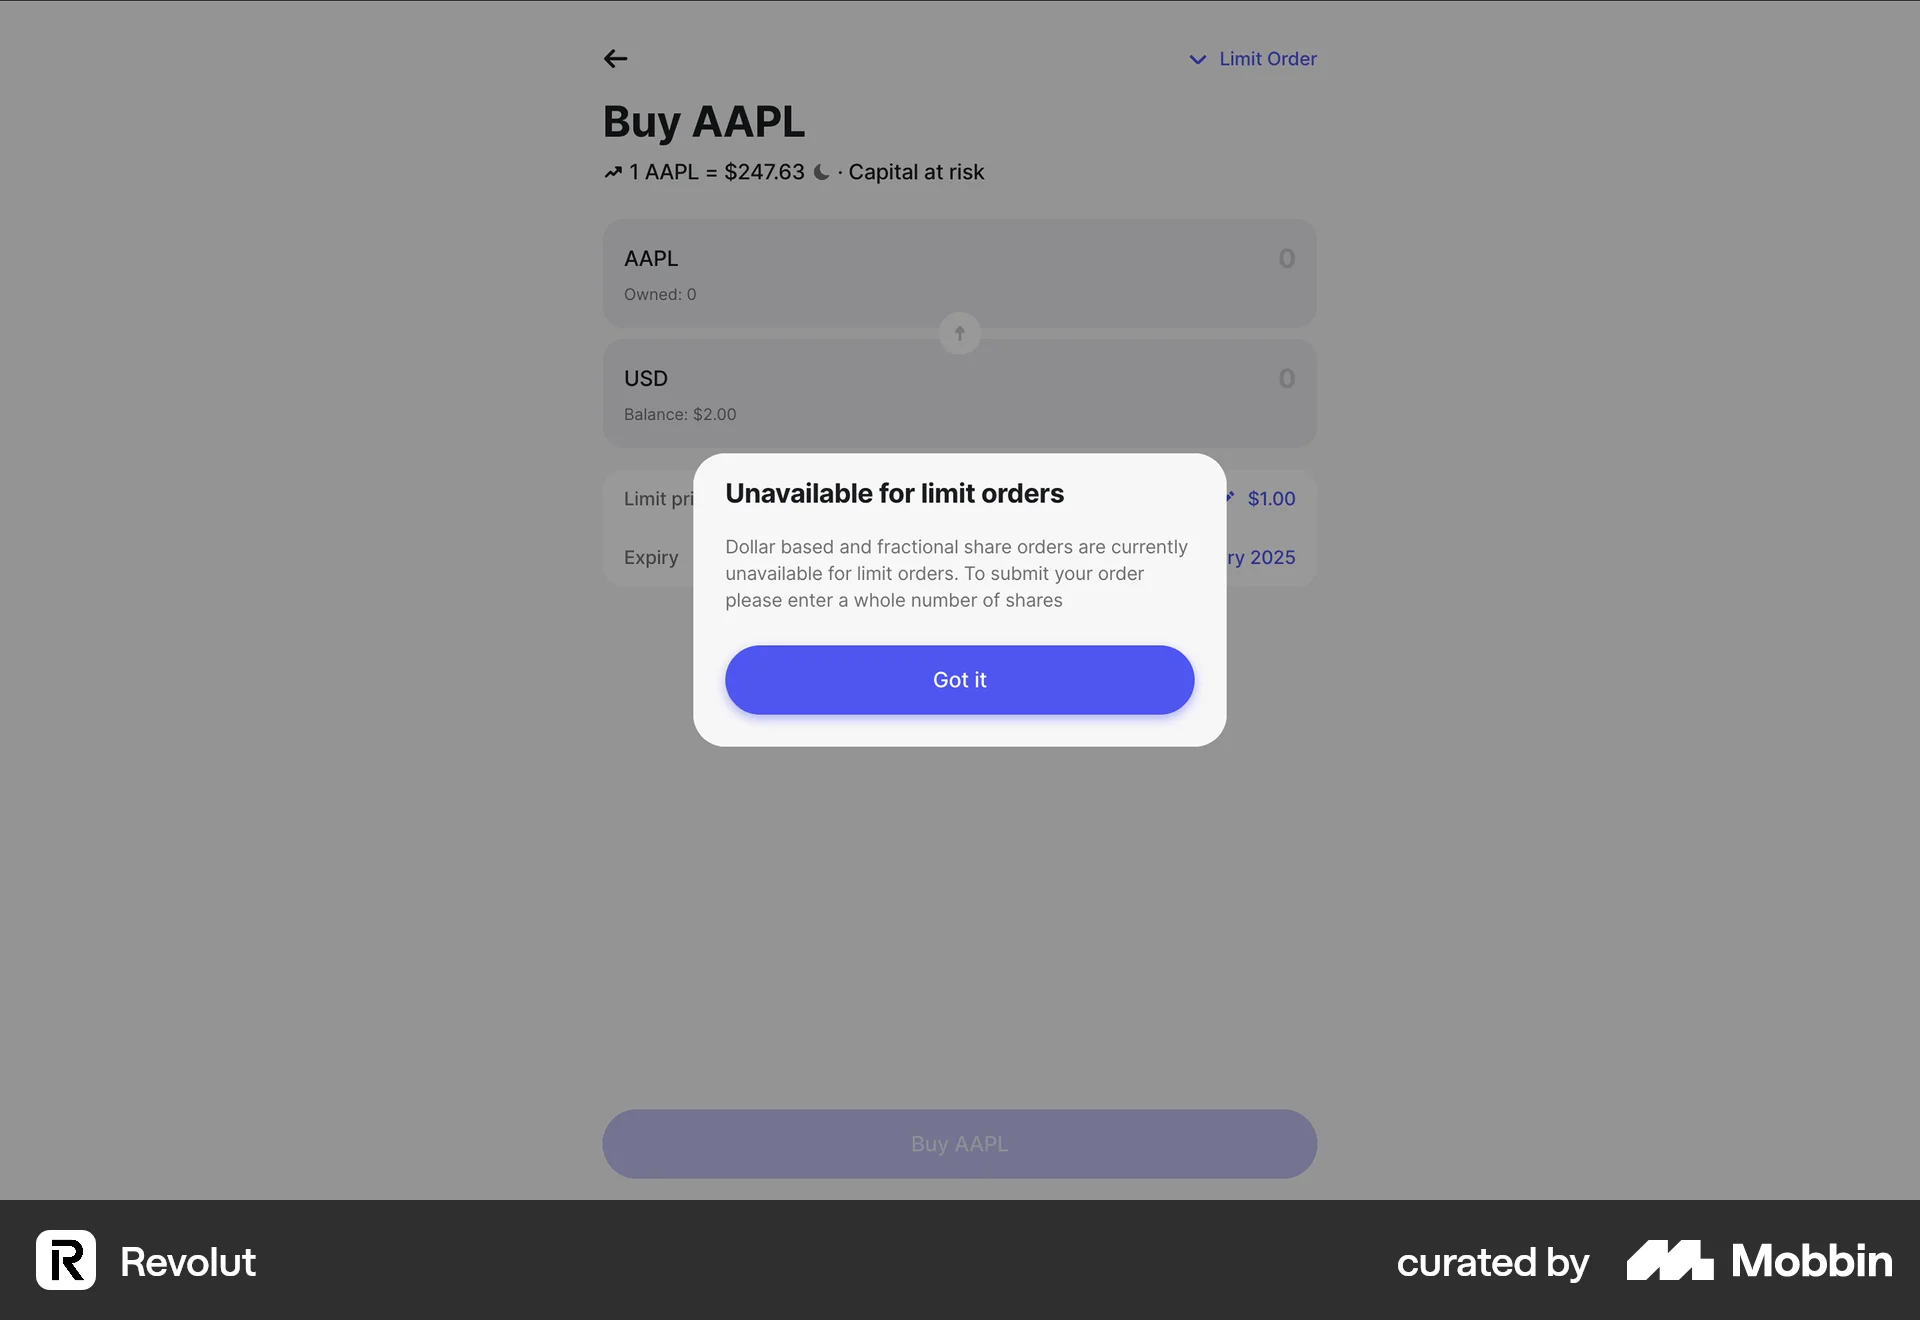 Limit Order
Buy AAPL
1 AAPL = $247.63 · Capital at risk
AAPL 0
Owned: 0
USD 0
Balance: $2.00
Limit pri $1.00
Expiry ry 2025
Unavailable for limit orders
Dollar based and fractional share orders are currently
unavailable for limit orders. To submit your order
please enter a whole number of shares
Got it
Buy AAPL
Revolut
curated by Mobbin